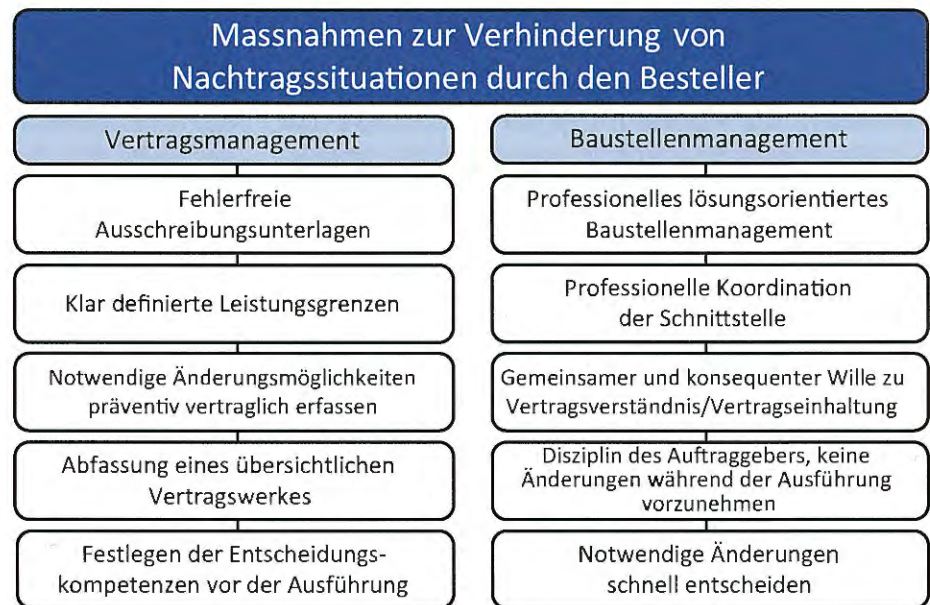 Massnahmen zur Verhinderung von
Nachtragssituationen durch den Besteller
Vertragsmanagement
Fehlerfreie
Ausschreibungsunterlagen
Klar definierte Leistungsgrenzen
Notwendige Änderungsmöglichkeiten
präventiv vertraglich erfassen
Abfassung eines übersichtlichen
Vertragswerkes
Festlegen der Entscheidungs-
kompetenzen vor der Ausführung
Baustellenmanagement
Professionelles lösungsorientiertes
Baustellenmanagement
Professionelle Koordination
der Schnittstelle
Gemeinsamer und konsequenter Wille zu
Vertragsverständnis/Vertragseinhaltung
Disziplin des Auftraggebers, keine
Änderungen während der Ausführung
vorzunehmen
Notwendige Änderungen
schnell entscheiden